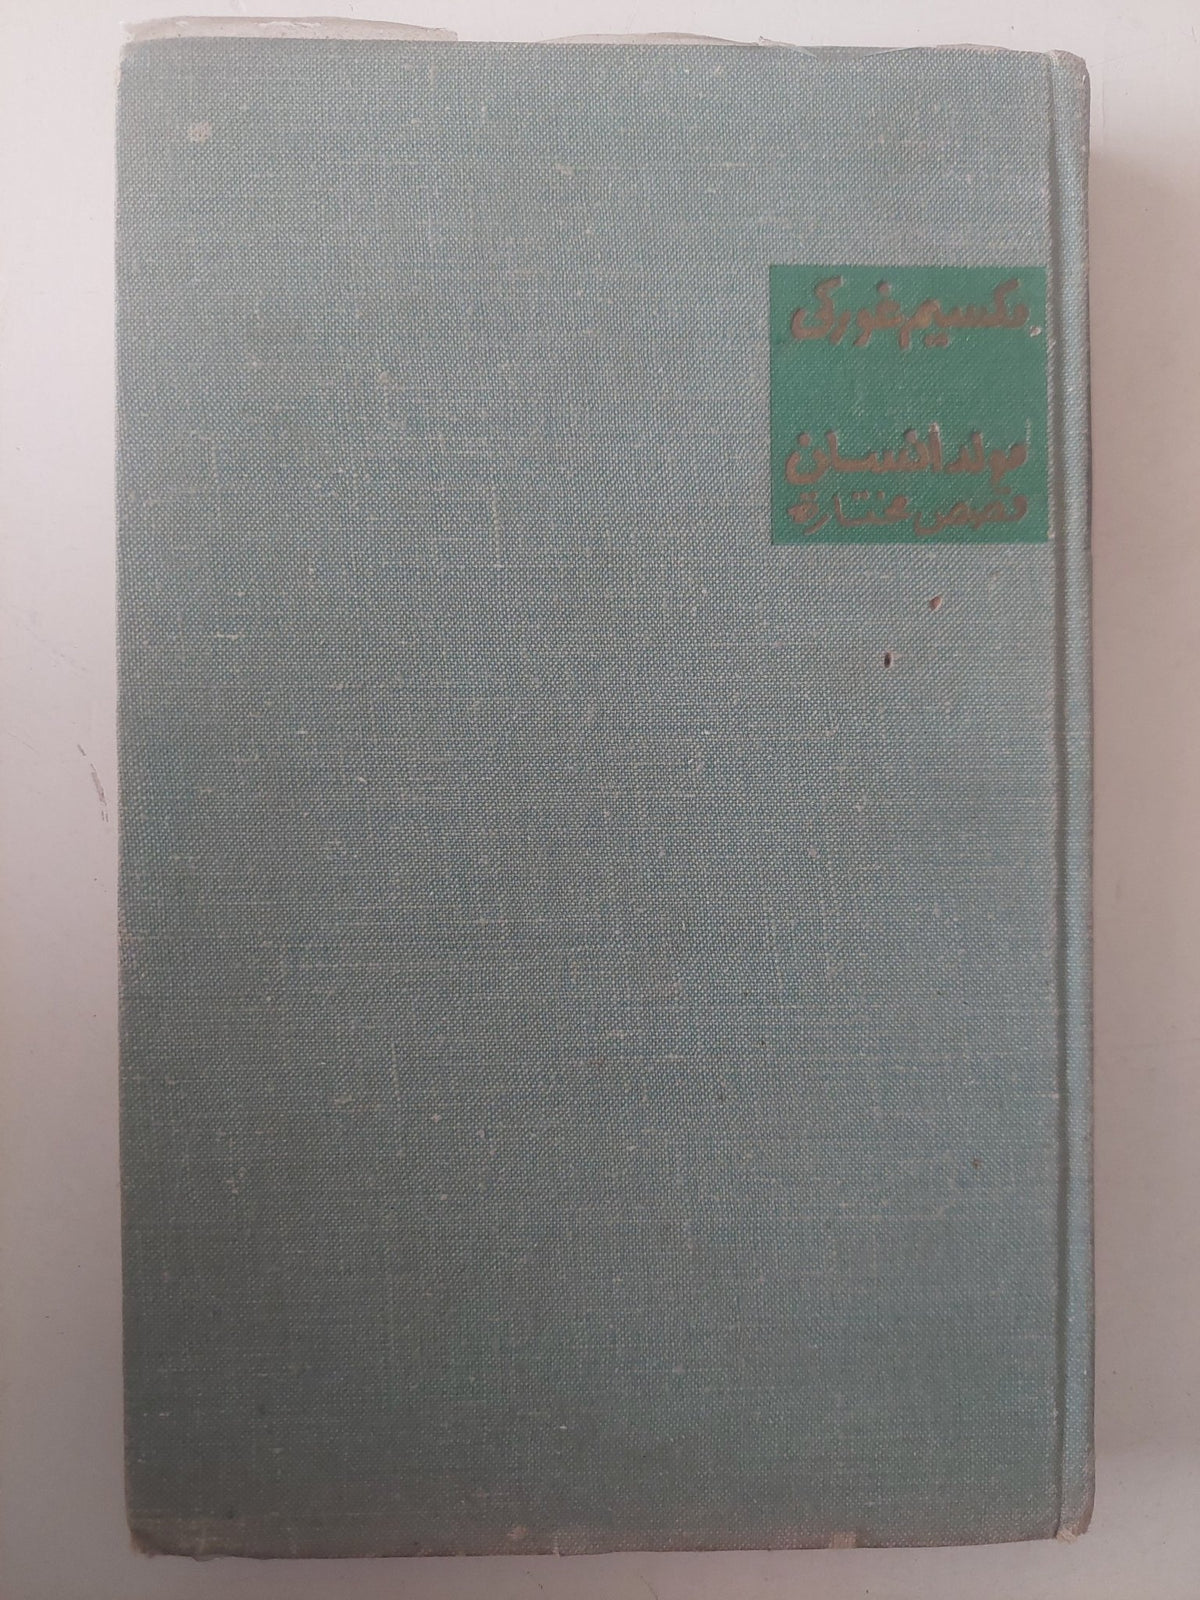 مكسيم غوركي
مولد انسان
قصص مختارة